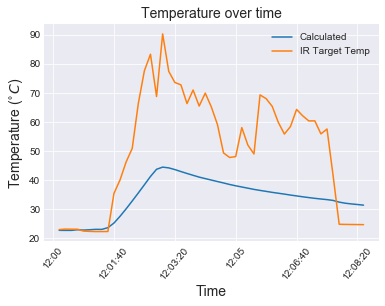 Temperature over time
Calculated
IR Target Temp
Temperature (°C)
90
80
70
60
50
40
30
20
12:00
12:01:40
12:03:20
12:05
12:06:40
12:08:20
Time